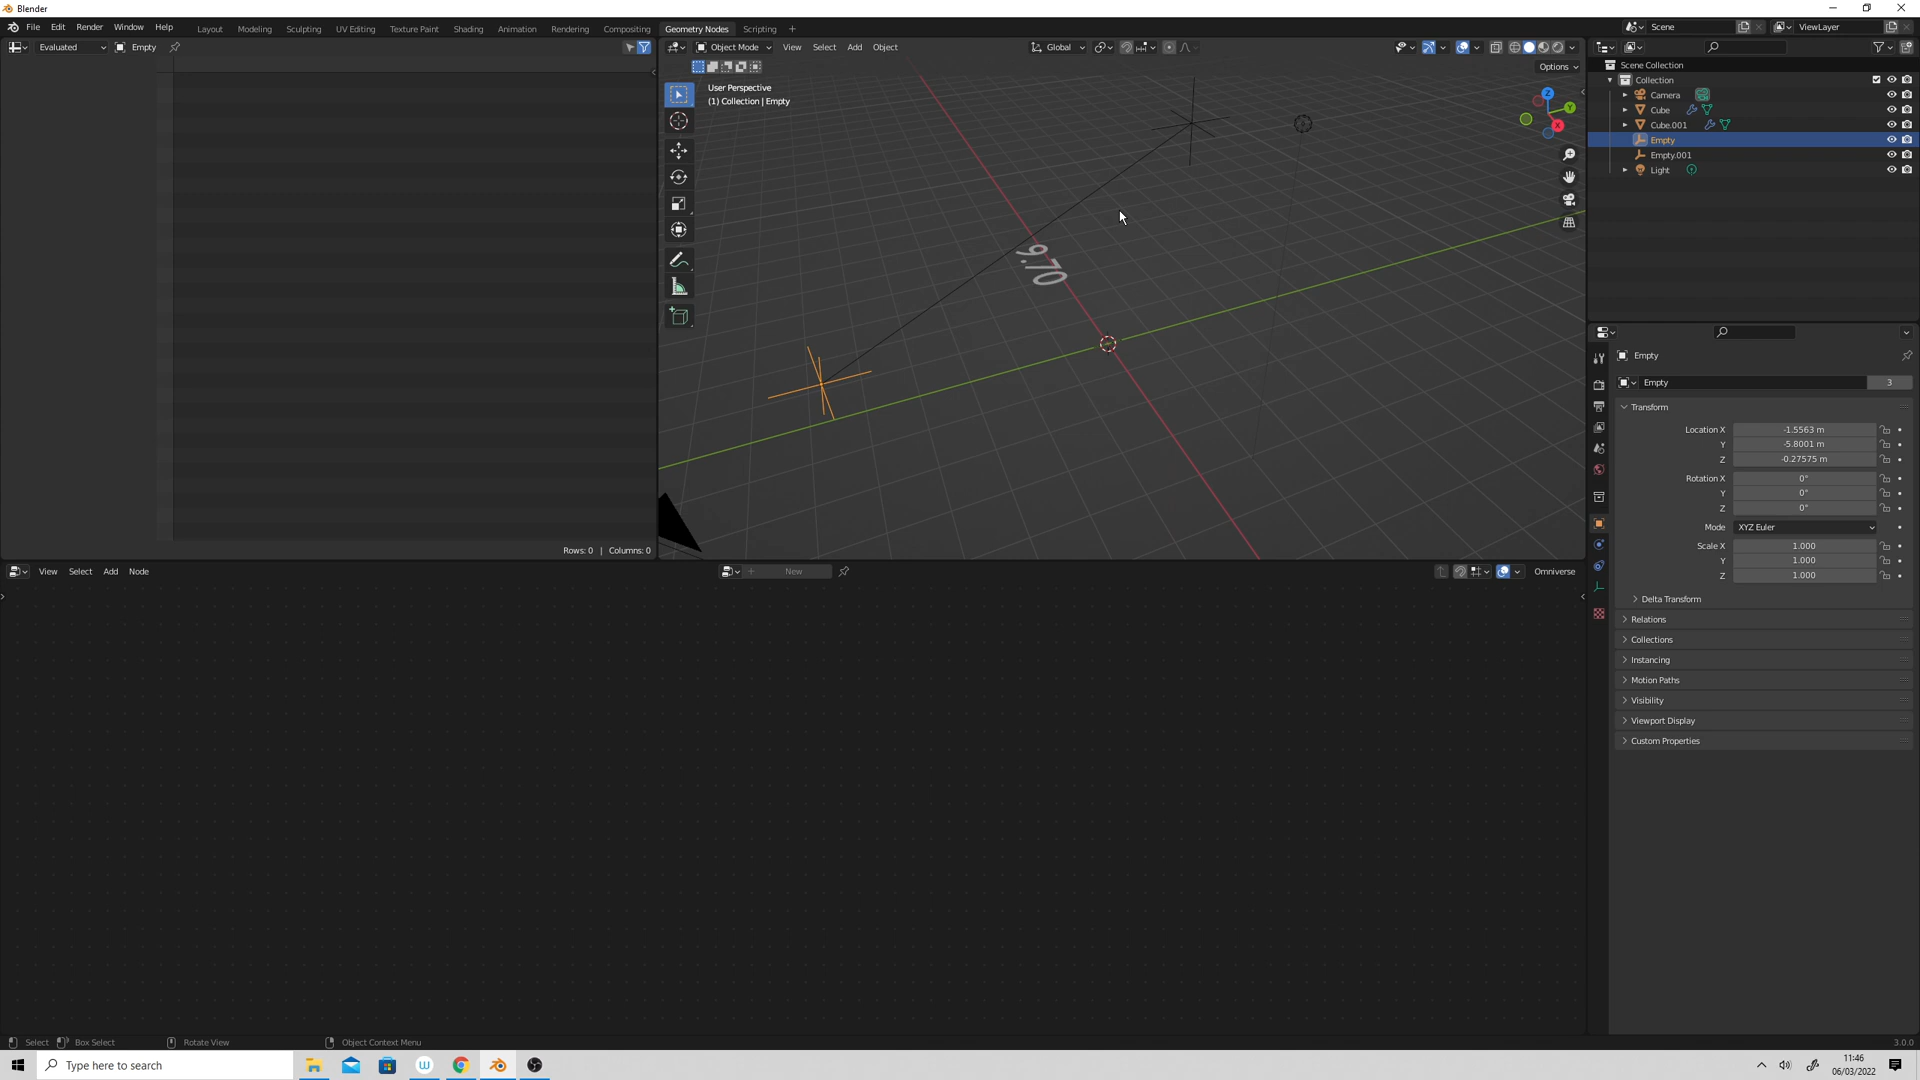 Blender
File Edit Render Window Help Layout Modeling Sculpting UV Editing Texture Paint Shading Animation Rendering Compositing Geometry Nodes Scripting + Scene ViewLayer
Evaluated Empty Object Mode View Select Add Object Global
Options
User Perspective
(1) Collection | Empty
Z
Y
X
9.70
Rows: 0 | Columns: 0
Scene Collection
Collection
Camera
Cube
Cube.001
Empty
Empty.001
Light
Empty
Empty 3
Transform
Location X -1.5563 m
Y -5.8001 m
Z -0.27575 m
Rotation X 0°
Y 0°
Z 0°
Mode XYZ Euler
Scale X 1.000
Y 1.000
Z 1.000
Delta Transform
Relations
Collections
Instancing
Motion Paths
Visibility
Viewport Display
Custom Properties
View Select Add Node + New Omniverse
Select Box Select Rotate View Object Context Menu 3.0.0
Type here to search
11:46
06/03/2022